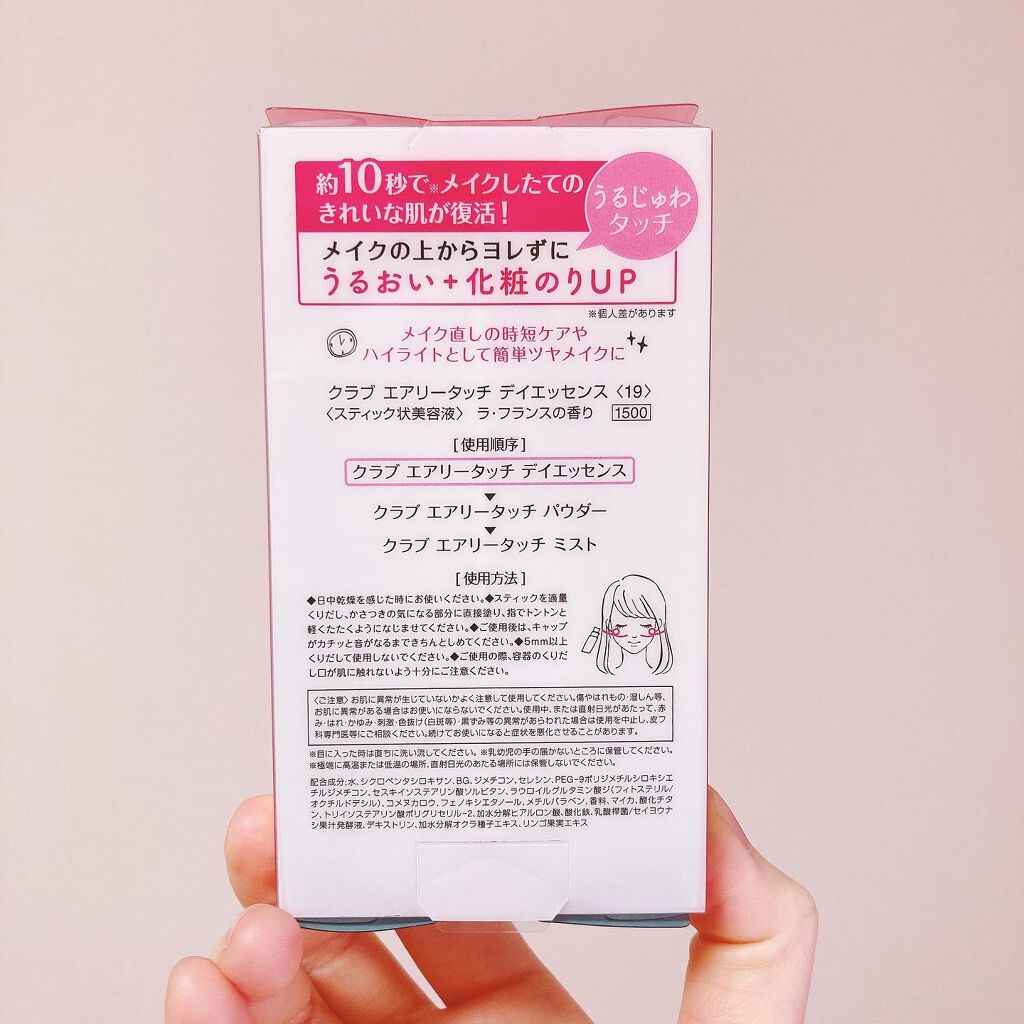 約10秒で※メイクしたての
きれいな肌が復活!
うるじゅわ
タッチ
メイクの上からヨレずに
うるおい+化粧のりUP
※個人差があります
メイク直しの時短ケアや
ハイライトとして簡単ツヤメイクに
クラブ エアリータッチ デイエッセンス〈19〉
〈スティック状美容液〉 ラ・フランスの香り 1500
[使用順序]
クラブ エアリータッチ デイエッセンス
▼
クラブ エアリータッチ パウダー
▼
クラブ エアリータッチ ミスト
[使用方法]
◆日中乾燥を感じた時にお使いください。◆スティックを適量
くりだし、かさつきの気になる部分に直接塗り、指でトントンと
軽くたたくようになじませてください。◆ご使用後は、キャップ
がカチッと音がなるまできちんとしめてください。◆5mm以上
くりだして使用しないでください。◆ご使用の際、容器のくりだ
し口が肌に触れないよう十分にご注意ください。
〈ご注意〉お肌に異常が生じていないかよく注意して使用してください。傷やはれもの・湿しん等、
お肌に異常がある場合はお使いにならないでください。使用中、または直射日光があたって、赤
み・はれ・かゆみ・刺激・色抜け(白斑等)・黒ずみ等の異常があらわれた場合は使用を中止し、皮フ
科専門医等にご相談ください。続けてお使いになると症状を悪化させることがあります。
※目に入った時は直ちに洗い流してください。※乳幼児の手の届かないところに保管してください。
※極端に高温または低温の場所、直射日光のあたる場所には保管しないでください。
配合成分;水、シクロペンタシロキサン、BG、ジメチコン、セレシン、PEG-9ポリジメチルシロキシエ
チルジメチコン、セスキイソステアリン酸ソルビタン、ラウロイルグルタミン酸ジ(フィトステリル/
オクチルドデシル)、コメヌカロウ、フェノキシエタノール、メチルパラベン、香料、マイカ、酸化チタ
ン、トリイソステアリン酸ポリグリセリル-2、加水分解ヒアルロン酸、酸化鉄、乳酸桿菌/セイヨウナ
シ果汁発酵液、デキストリン、加水分解オクラ種子エキス、リンゴ果実エキス